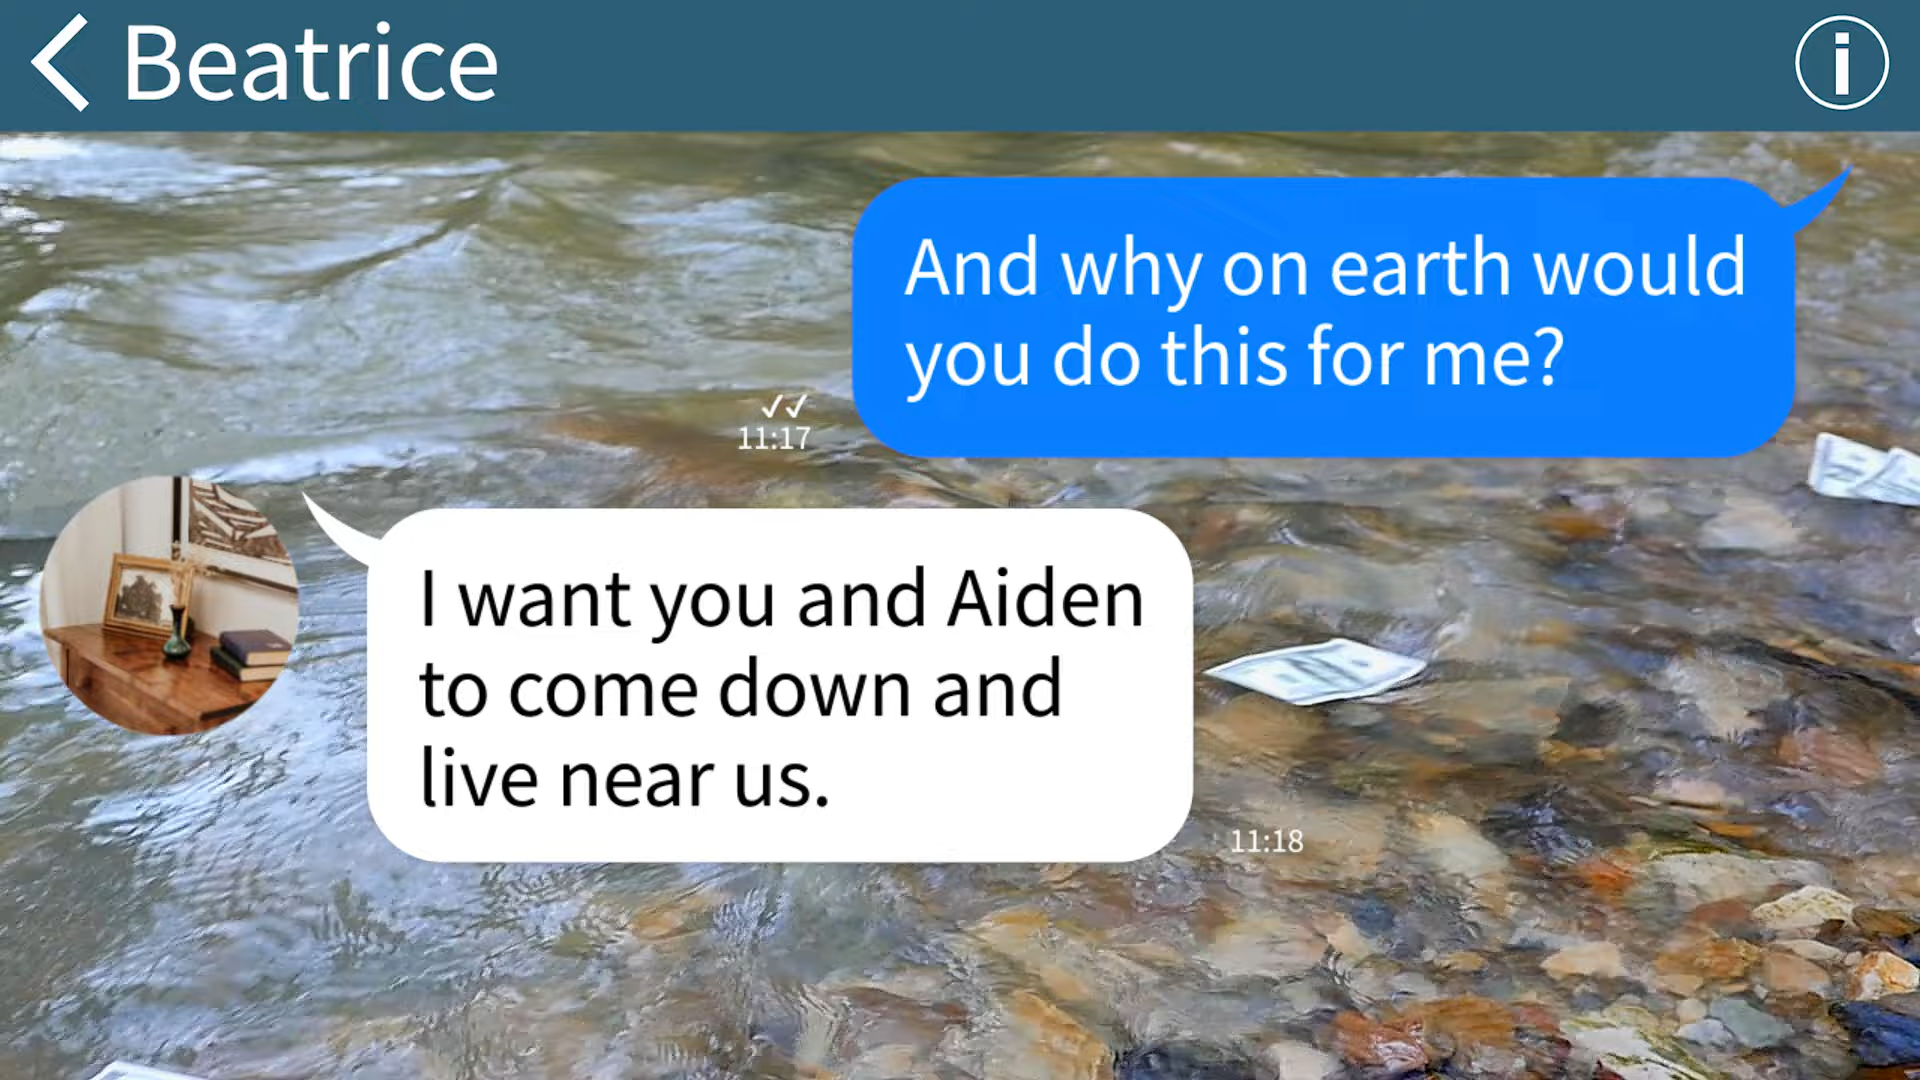 Beatrice
And why on earth would
you do this for me?
✓✓
11:17
I want you and Aiden
to come down and
live near us.
11:18